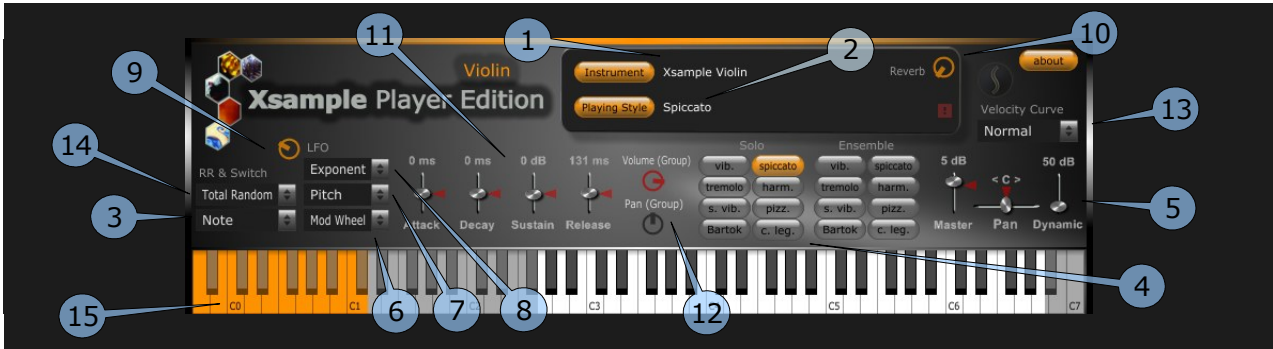 11
1
2
10
9
Violin
Xsample Player Edition
Instrument Xsample Violin
Reverb
about
Playing Style Spiccato
Velocity Curve
Normal
13
14
LFO
RR & Switch
Exponent
0 ms 0 ms 0 dB 131 ms
Volume (Group)
Solo Ensemble
vib. spiccato vib. spiccato
5 dB 50 dB
Total Random Pitch
tremolo harm. tremolo harm.
< C >
3
Note Mod Wheel
Pan (Group)
s. vib. pizz. s. vib. pizz.
5
Attack Decay Sustain Release
Bartok c. leg. Bartok c. leg.
Master Pan Dynamic
4
15
C0 C1 C2 C3 C5 C6 C7
6
7
8
12